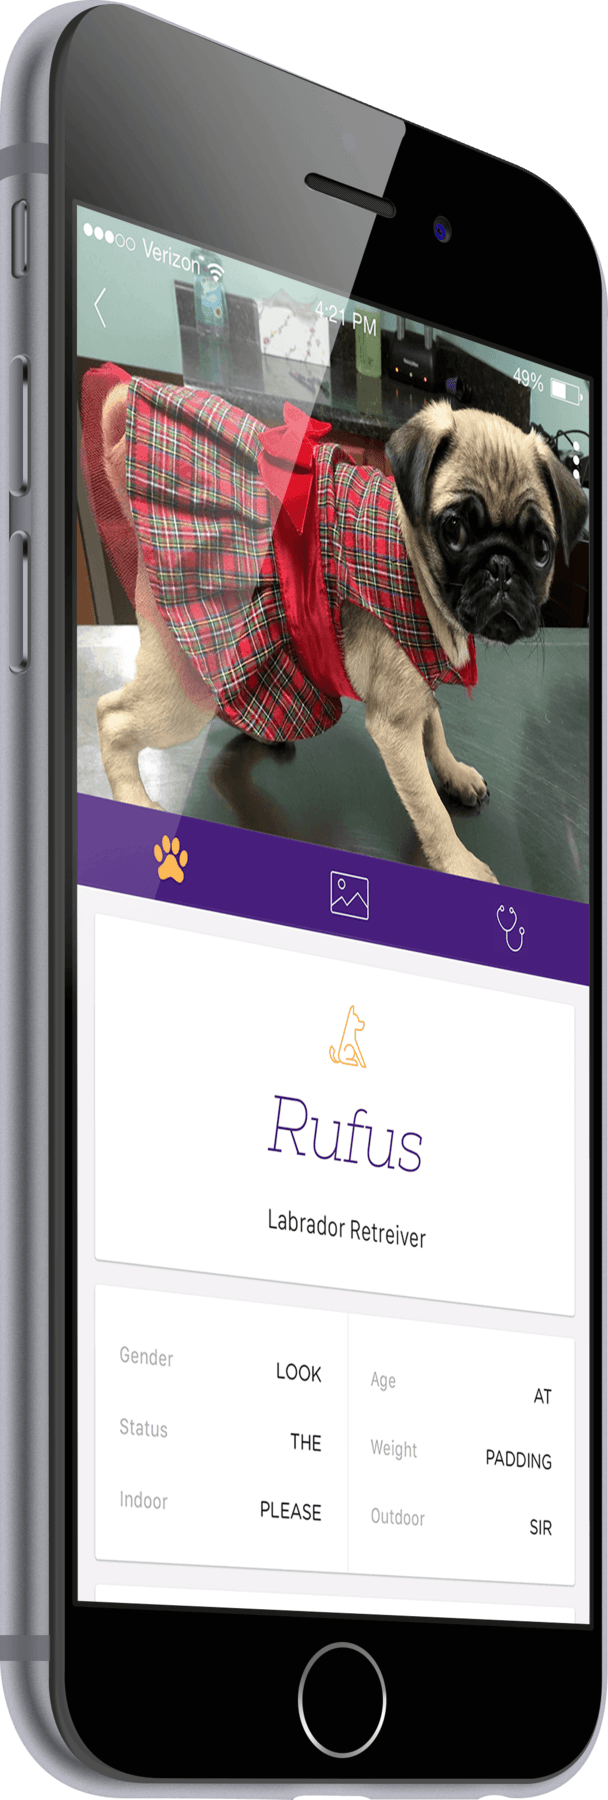 Verizon
4:21 PM
49%
Rufus
Labrador Retreiver
Gender LOOK Age AT
Status THE Weight PADDING
Indoor PLEASE Outdoor SIR